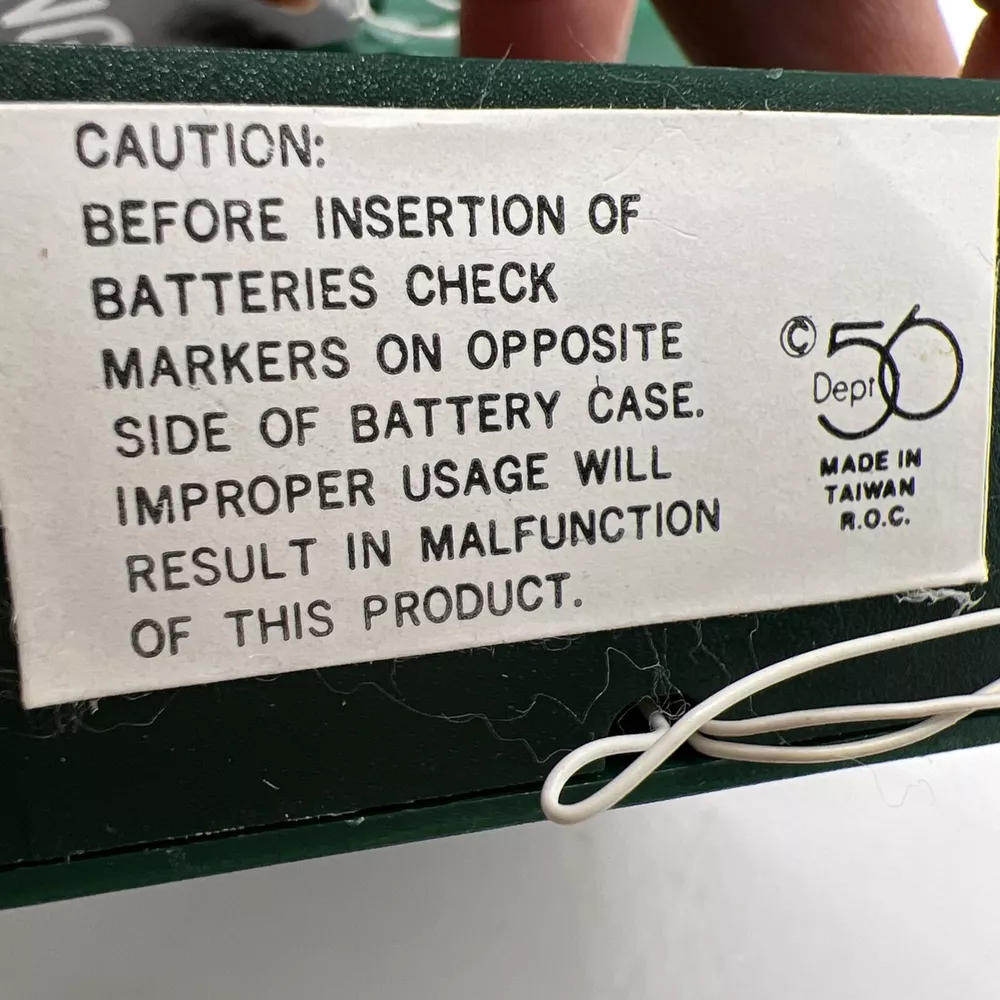 CAUTION:
BEFORE INSERTION OF
BATTERIES CHECK
MARKERS ON OPPOSITE
SIDE OF BATTERY CASE.
IMPROPER USAGE WILL
RESULT IN MALFUNCTION
OF THIS PRODUCT.
© Dept 56
MADE IN
TAIWAN
R.O.C.